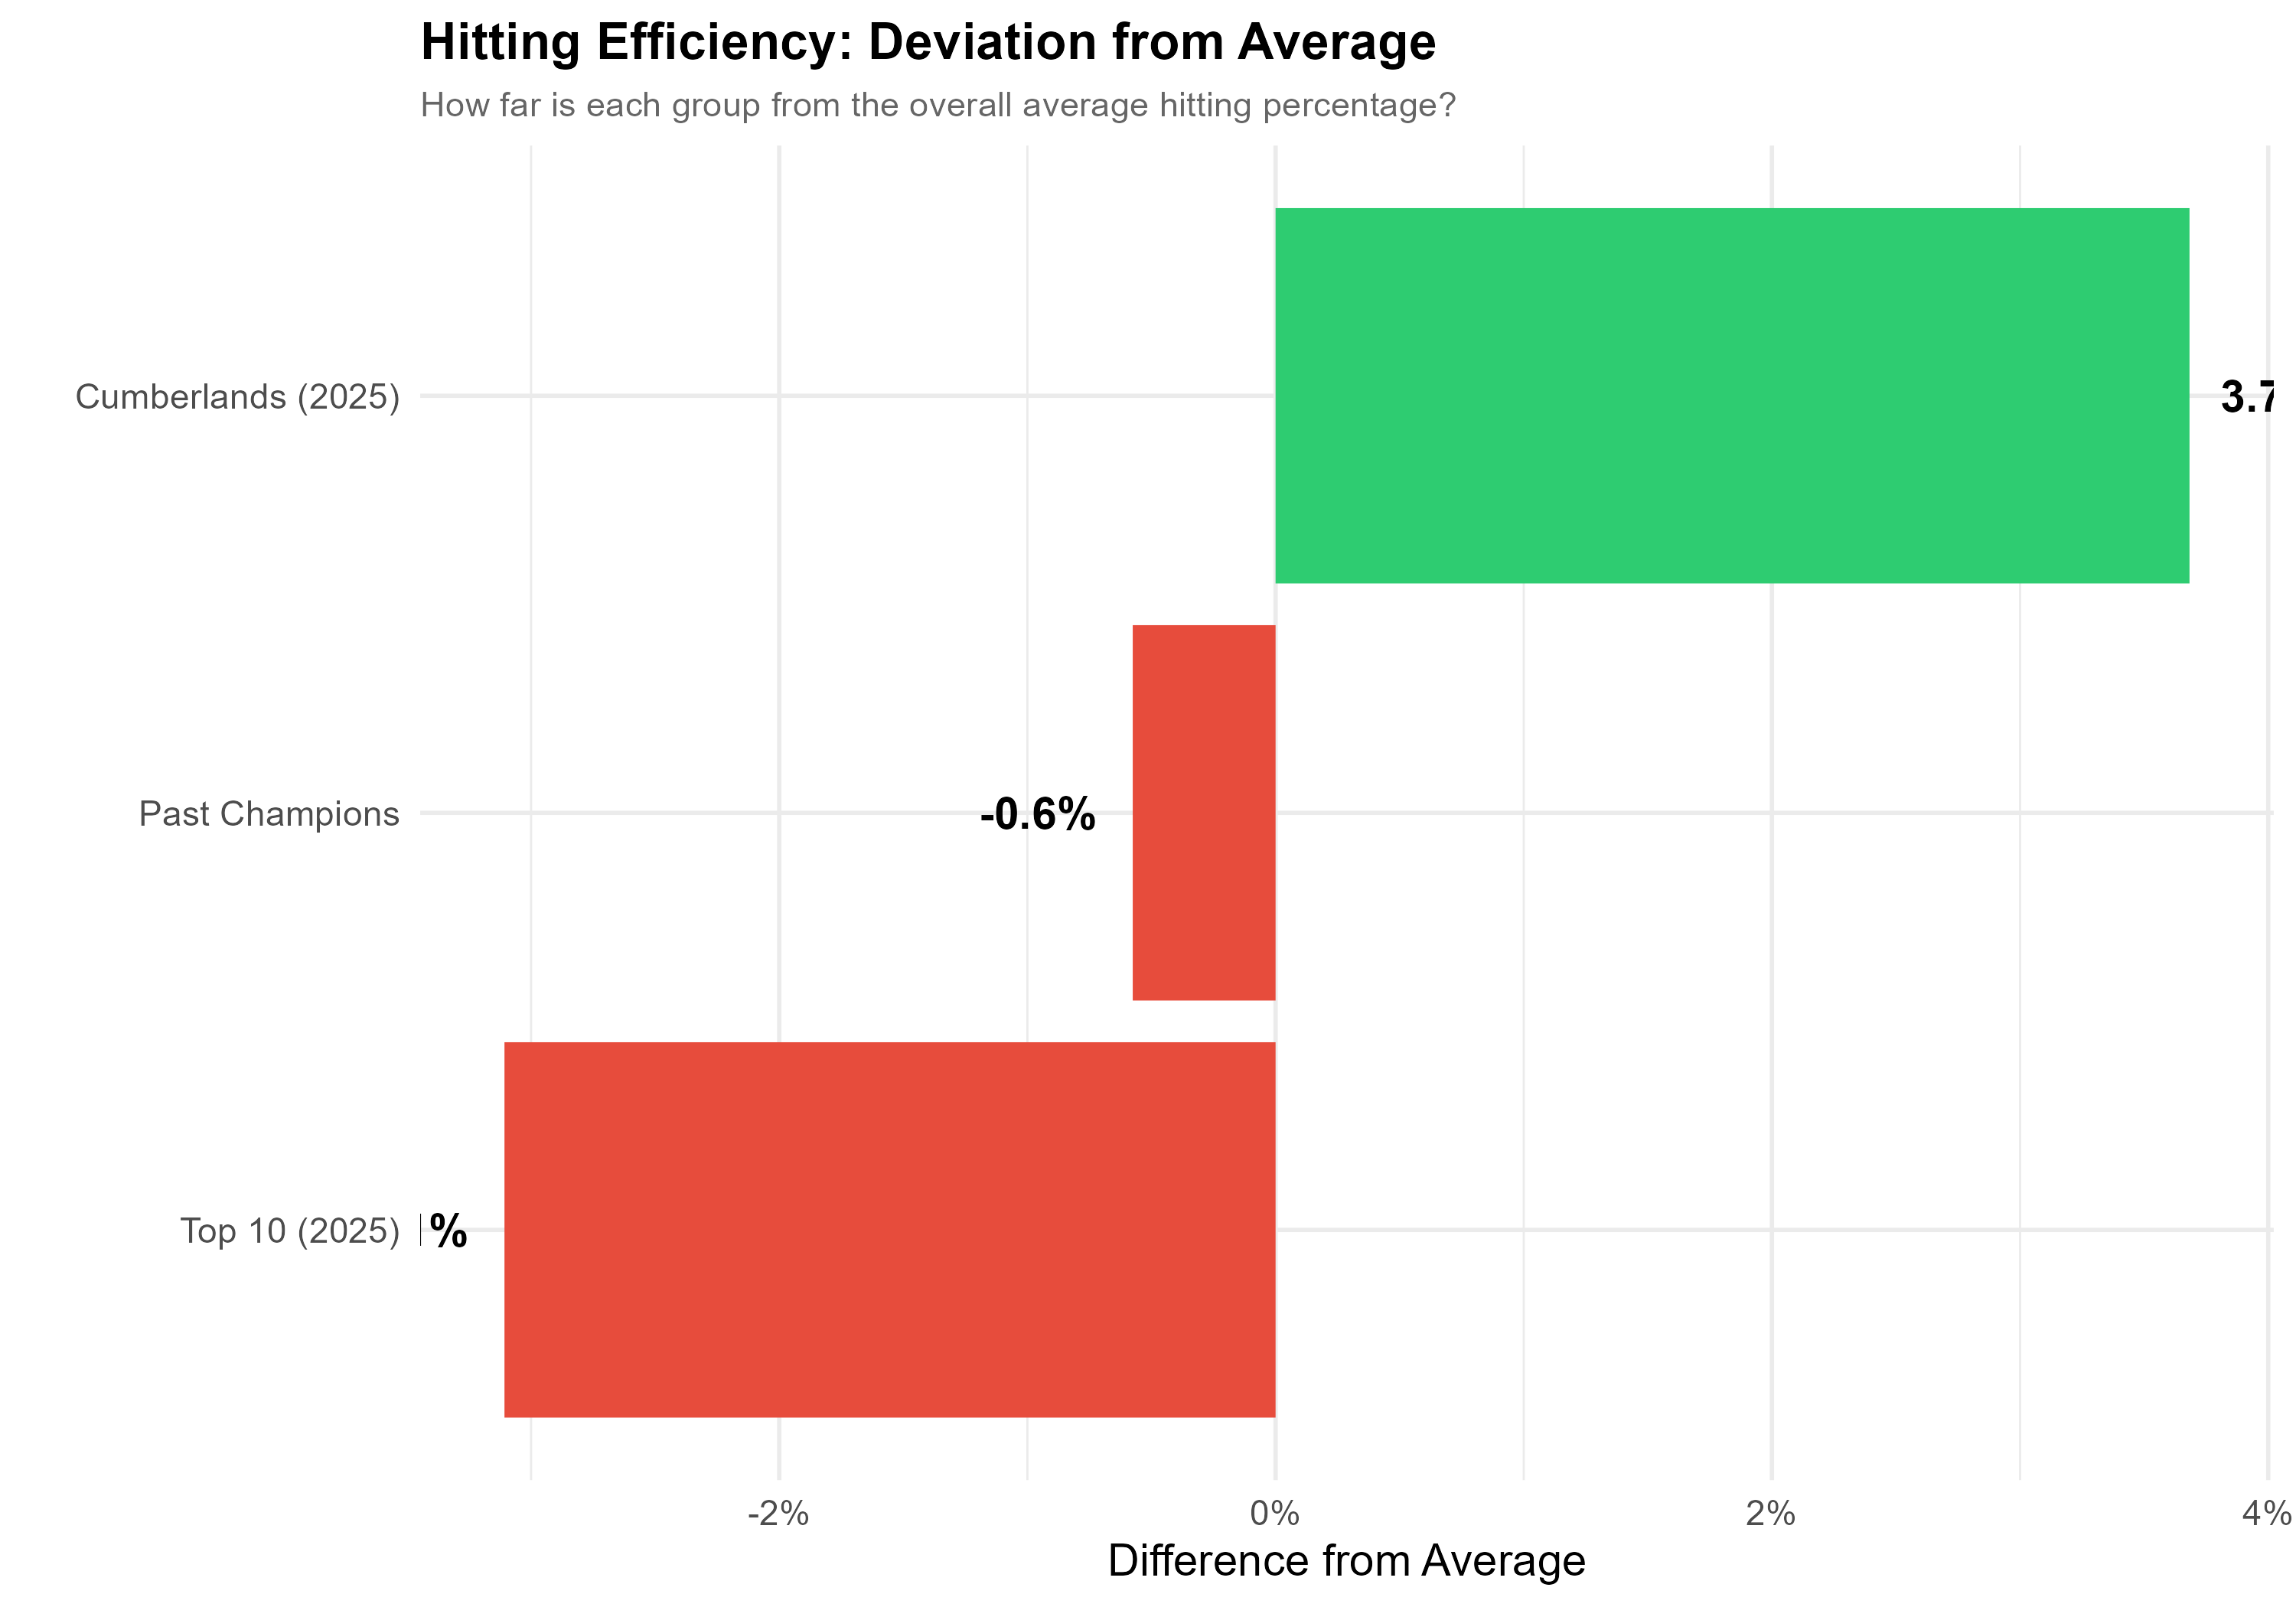 Hitting Efficiency: Deviation from Average
How far is each group from the overall average hitting percentage?
Cumberlands (2025)
3.7
Past Champions
-0.6%
Top 10 (2025)
%
-2%
0%
2%
4%
Difference from Average